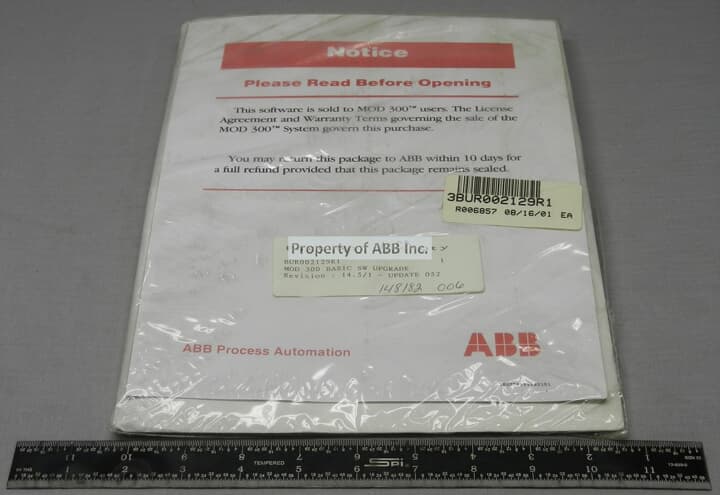 Notice
Please Read Before Opening
This software is sold to MOD 300™ users. The License
Agreement and Warranty Terms governing the sale of the
MOD 300™ System govern this purchase.
You may return this package to ABB within 10 days for
a full refund provided that this package remains sealed.
3BUR002129R1
R006857 08/16/01 EA
Property of ABB Inc.
BUR002129R1 1
MOD 300 BASIC SW UPGRADE
Revision : 14.5/1 - UPDATE 052
148182 006
ABB Process Automation
ABB
TEMPERED
SPI